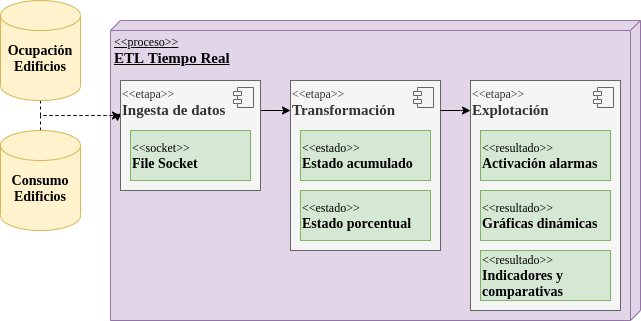 Ocupación
Edificios
Consumo
Edificios
<<proceso>>
ETL Tiempo Real
<<etapa>>
Ingesta de datos
<<socket>>
File Socket
<<etapa>>
Transformación
<<estado>>
Estado acumulado
<<estado>>
Estado porcentual
<<etapa>>
Explotación
<<resultado>>
Activación alarmas
<<resultado>>
Gráficas dinámicas
<<resultado>>
Indicadores y
comparativas